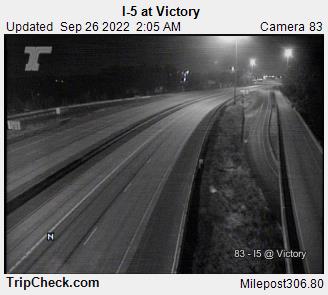 I-5 at Victory
Updated Sep 26 2022 2:05 AM Camera 83
T
N
83 - I5 @ Victory
TripCheck.com Milepost306.80